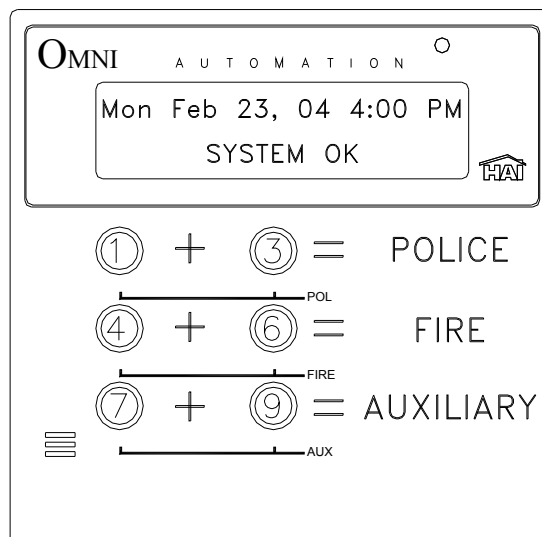 OMNI AUTOMATION
Mon Feb 23, 04 4:00 PM
SYSTEM OK
HAI
1 + 3 = POLICE
POL
4 + 6 = FIRE
FIRE
7 + 9 = AUXILIARY
AUX